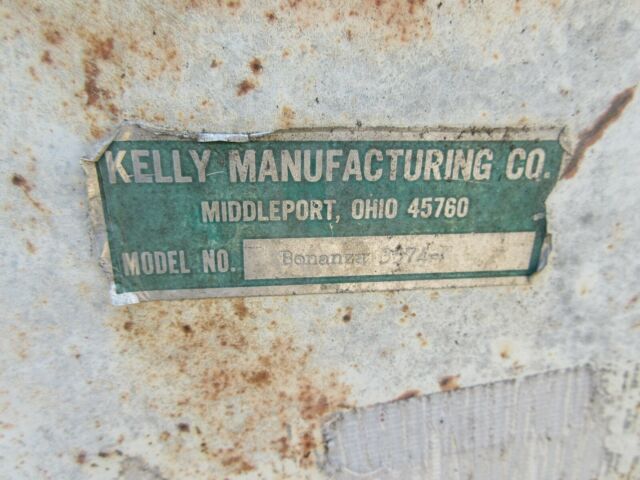 KELLY MANUFACTURING CO.
MIDDLEPORT, OHIO 45760
MODEL NO. Bonanza